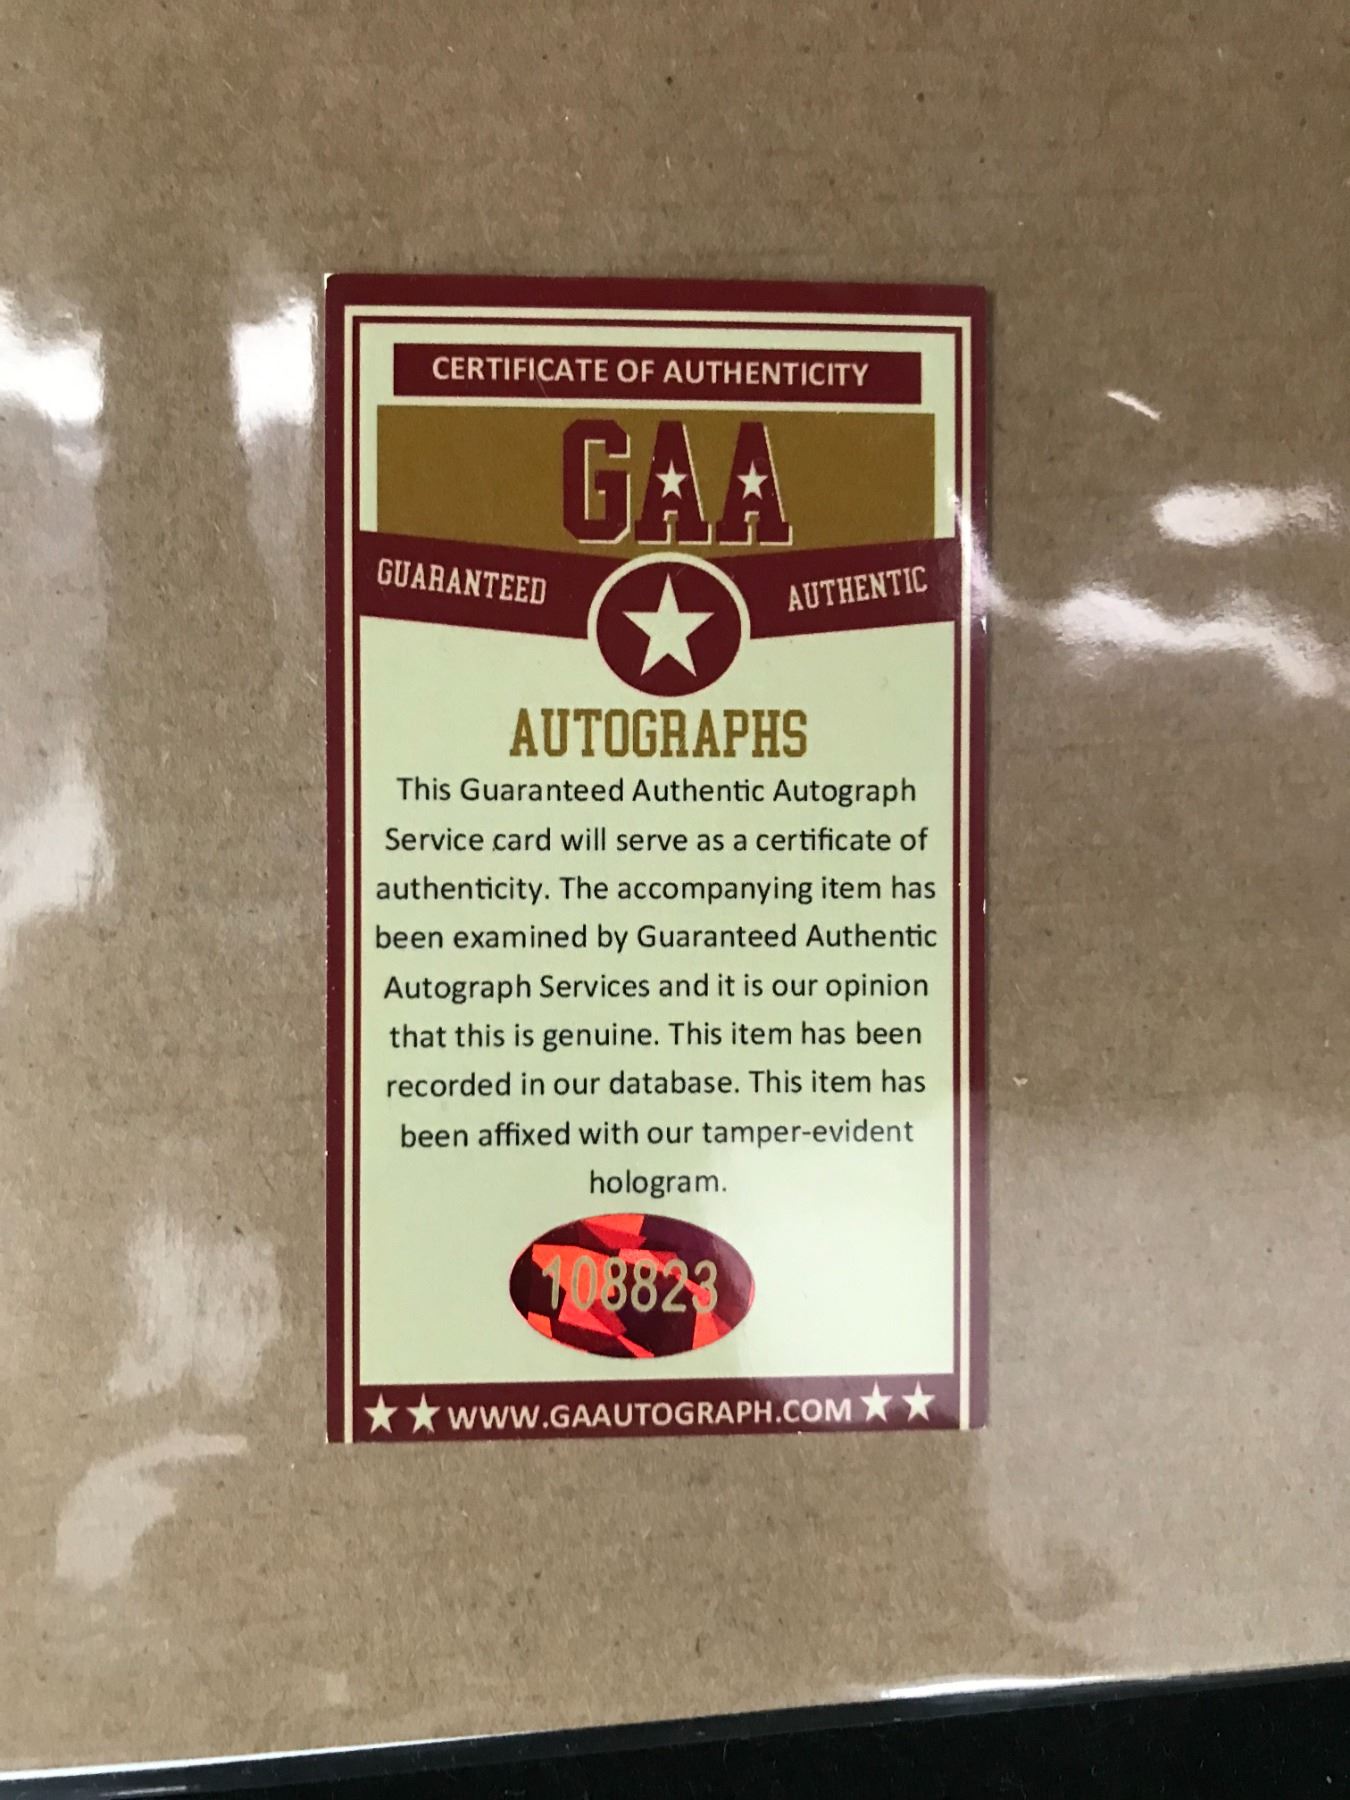 CERTIFICATE OF AUTHENTICITY
GAA
GUARANTEED AUTHENTIC
AUTOGRAPHS
This Guaranteed Authentic Autograph
Service card will serve as a certificate of
authenticity. The accompanying item has
been examined by Guaranteed Authentic
Autograph Services and it is our opinion
that this is genuine. This item has been
recorded in our database. This item has
been affixed with our tamper-evident
hologram.
108823
WWW.GAAUTOGRAPH.COM